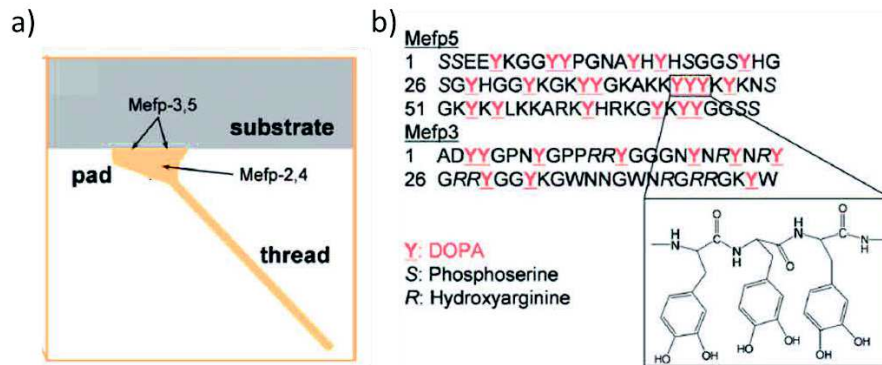 a)
Mefp-3,5
substrate
pad
Mefp-2,4
thread
b)
Mefp5
1 SSEEYKGGYYPGNAYHYHSGGSYHG
26 SGYHGGYKGKYYGKAKKYYYKYKNS
51 GKYKYLKKARKYHRKGYKYYGGSS
Mefp3
1 ADYYGPNYGPPRRYGGGNYNRYNRY
26 GRRYGGYKGWNNGWNRGRRGKYW
Y: DOPA
S: Phosphoserine
R: Hydroxyarginine
O H O
H N N H
N N
H O
HO OH HO OH HO OH